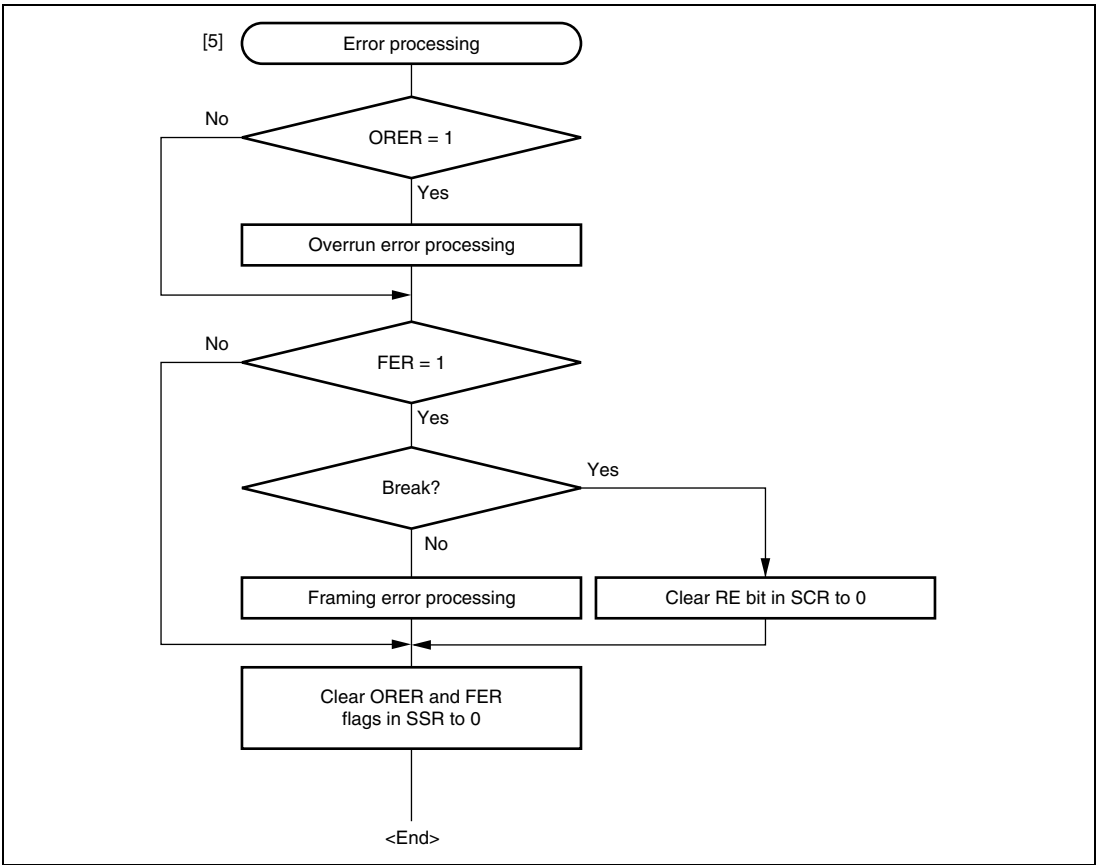 [5]
Error processing
No
ORER = 1
Yes
Overrun error processing
No
FER = 1
Yes
Break?
Yes
No
Framing error processing
Clear RE bit in SCR to 0
Clear ORER and FER
flags in SSR to 0
<End>